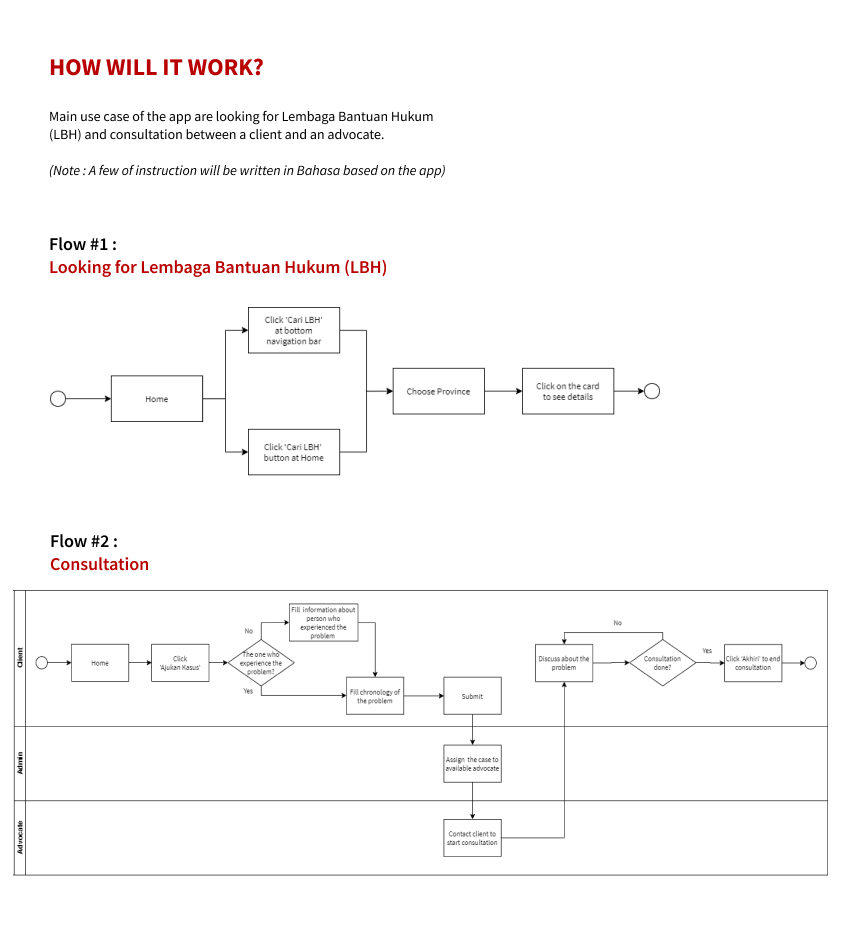 HOW WILL IT WORK?
Main use case of the app are looking for Lembaga Bantuan Hukum
(LBH) and consultation between a client and an advocate.
(Note : A few of instruction will be written in Bahasa based on the app)
Flow #1 :
Looking for Lembaga Bantuan Hukum (LBH)
Click 'Cari LBH'
at bottom
navigation bar
Home
Choose Province
Click on the card
to see details
Click 'Cari LBH'
button at Home
Flow #2 :
Consultation
Client
Home
Click
'Ajukan Kasus'
The one who
experience the
problem?
No
Fill information about
person who
experienced the
problem
Yes
Fill chronology of
the problem
Submit
Discuss about the
problem
No
Consultation
done?
Yes
Click 'Akhiri' to end
consultation
Admin
Assign the case to
available advocate
Advocate
Contact client to
start consultation